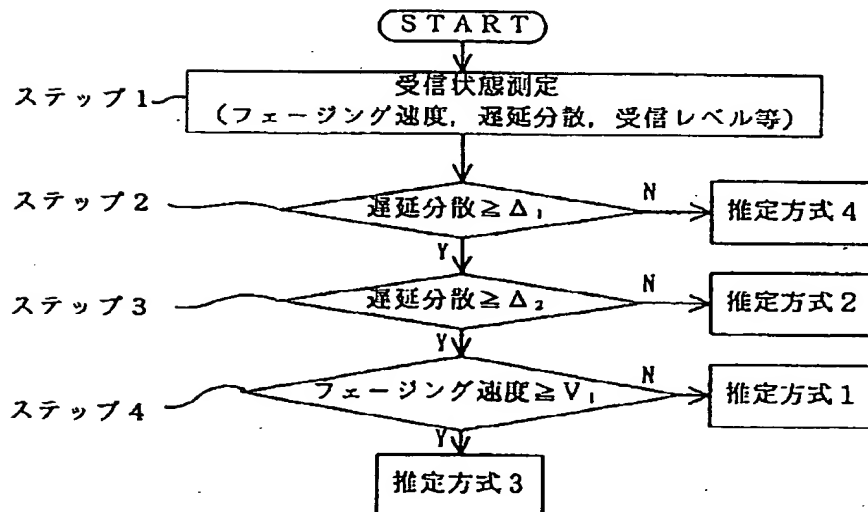 START
ステップ1
受信状態測定
(フェージング速度, 遅延分散, 受信レベル等)
ステップ2
遅延分散≧Δ₁
N
推定方式4
Y
ステップ3
遅延分散≧Δ₂
N
推定方式2
Y
ステップ4
フェージング速度≧V₁
N
推定方式1
Y
推定方式3